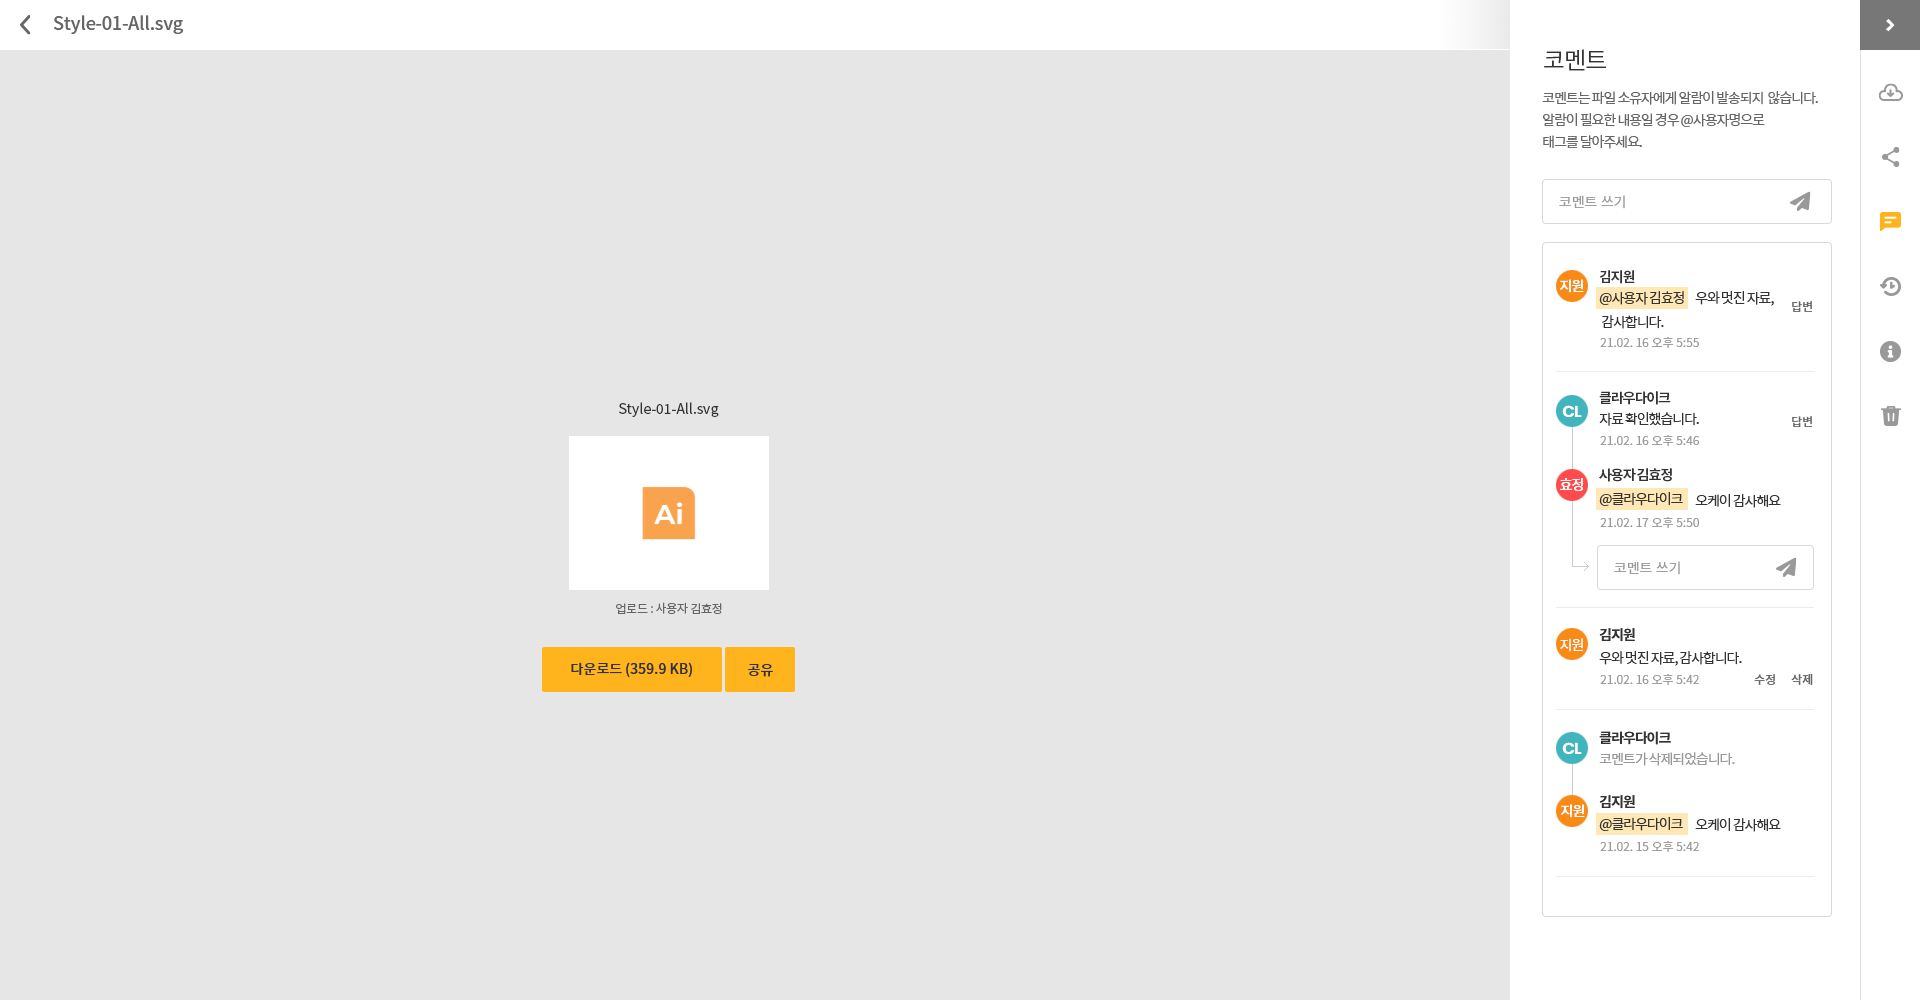 Style-01-All.svg
Style-01-All.svg
Ai
업로드 : 사용자 김효정
다운로드 (359.9 KB)
공유
코멘트
코멘트는 파일 소유자에게 알람이 발송되지 않습니다.
알람이 필요한 내용일 경우 @사용자명으로
태그를 달아주세요.
코멘트 쓰기
지원
김지원
@사용자 김효정 우와 멋진 자료,
감사합니다.
답변
21.02. 16 오후 5:55
CL
클라우다이크
자료 확인했습니다.
답변
21.02. 16 오후 5:46
효정
사용자 김효정
@클라우다이크 오케이 감사해요
21.02. 17 오후 5:50
코멘트 쓰기
지원
김지원
우와 멋진 자료, 감사합니다.
21.02. 16 오후 5:42 수정 삭제
CL
클라우다이크
코멘트가 삭제되었습니다.
지원
김지원
@클라우다이크 오케이 감사해요
21.02. 15 오후 5:42